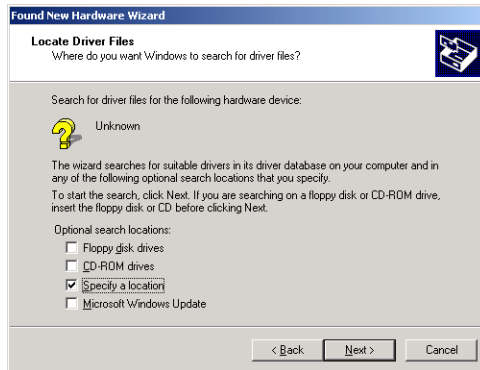 Found New Hardware Wizard
Locate Driver Files
Where do you want Windows to search for driver files?
Search for driver files for the following hardware device:
Unknown
The wizard searches for suitable drivers in its driver database on your computer and in
any of the following optional search locations that you specify.
To start the search, click Next. If you are searching on a floppy disk or CD-ROM drive,
insert the floppy disk or CD before clicking Next.
Optional search locations:
Floppy disk drives
CD-ROM drives
Specify a location
Microsoft Windows Update
< Back Next > Cancel